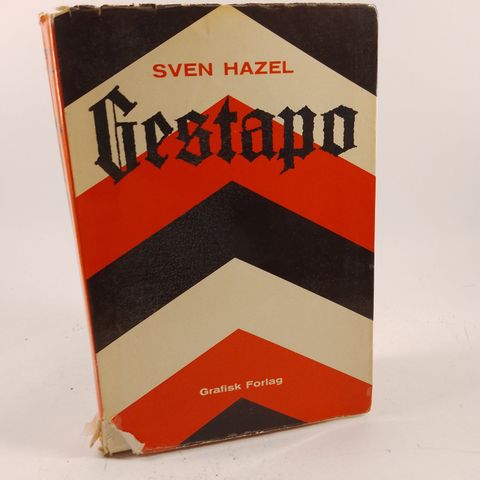 SVEN HAZEL
Gestapo
Grafisk Forlag